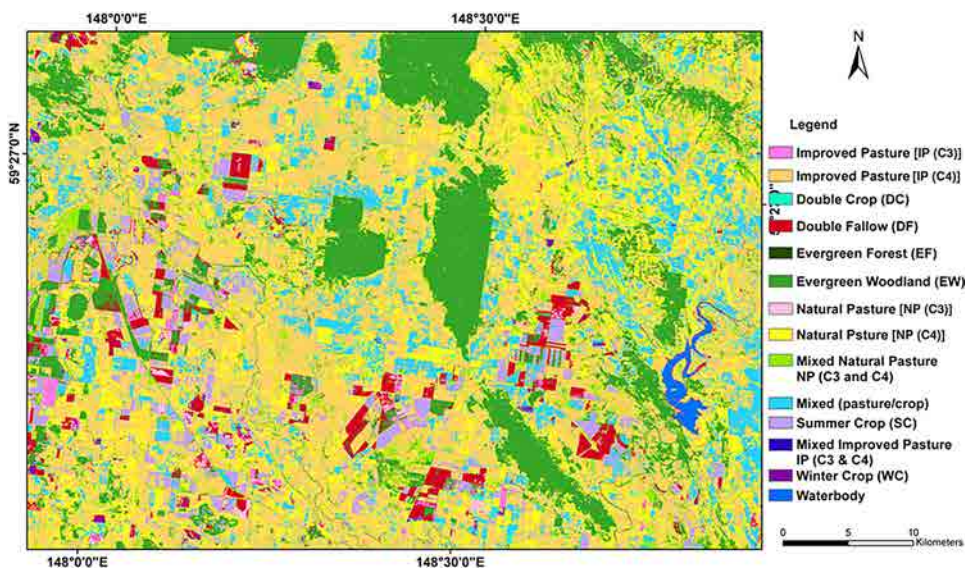 148°0'0"E
148°30'0"E
N
59°27'0"N
Legend
Improved Pasture [IP (C3)]
Improved Pasture [IP (C4)]
Double Crop (DC)
Double Fallow (DF)
Evergreen Forest (EF)
Evergreen Woodland (EW)
Natural Pasture [NP (C3)]
Natural Psture [NP (C4)]
Mixed Natural Pasture
NP (C3 and C4)
Mixed (pasture/crop)
Summer Crop (SC)
Mixed Improved Pasture
IP (C3 & C4)
Winter Crop (WC)
Waterbody
0 5 10
Kilometers
148°0'0"E
148°30'0"E